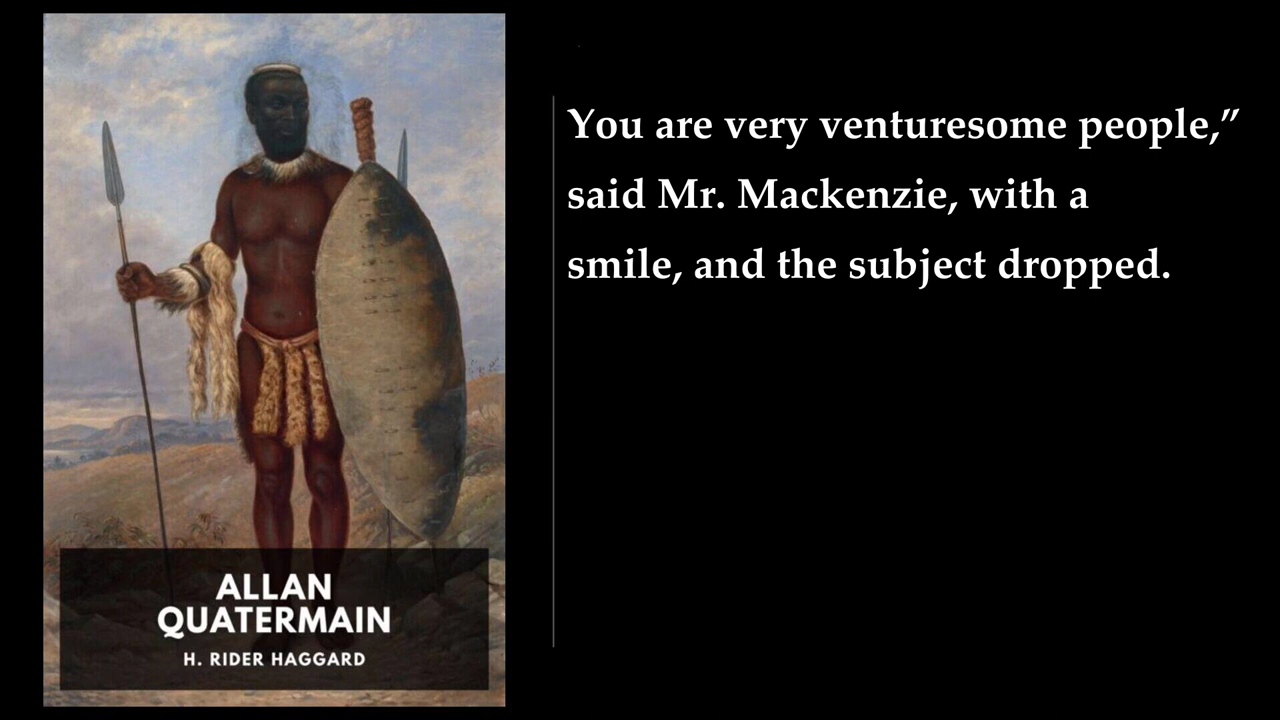 ALLAN
QUATERMAIN
H. RIDER HAGGARD
You are very venturesome people,”
said Mr. Mackenzie, with a
smile, and the subject dropped.